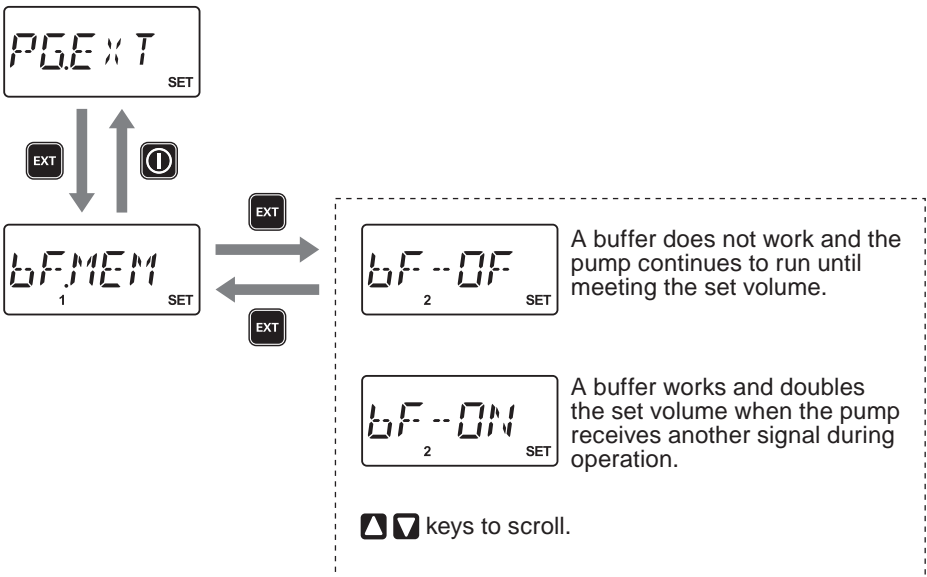 PG.EXT
SET
EXT
EXT
bF.MEM
1
SET
EXT
bF--OF
2
SET
A buffer does not work and the
pump continues to run until
meeting the set volume.
bF--ON
2
SET
A buffer works and doubles
the set volume when the pump
receives another signal during
operation.
keys to scroll.